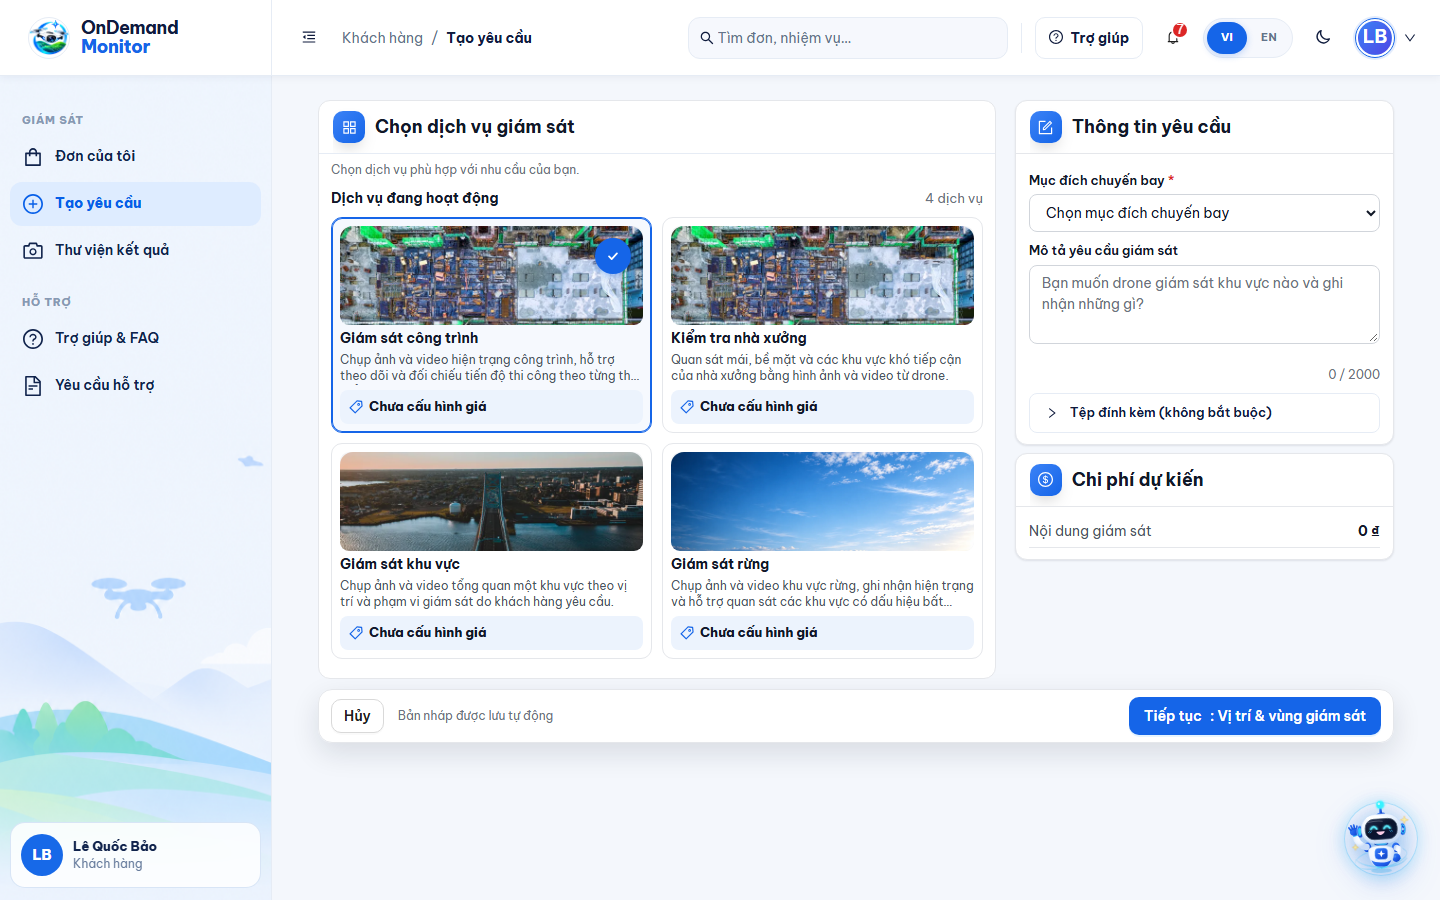 OnDemand
Monitor
Khách hàng / Tạo yêu cầu
Tìm đơn, nhiệm vụ...
Trợ giúp
7
VI
EN
LB
GIÁM SÁT
Đơn của tôi
Tạo yêu cầu
Thư viện kết quả
HỖ TRỢ
Trợ giúp & FAQ
Yêu cầu hỗ trợ
LB
Lê Quốc Bảo
Khách hàng
Chọn dịch vụ giám sát
Chọn dịch vụ phù hợp với nhu cầu của bạn.
Dịch vụ đang hoạt động
4 dịch vụ
Giám sát công trình
Chụp ảnh và video hiện trạng công trình, hỗ trợ
theo dõi và đối chiếu tiến độ thi công theo từng th...
Chưa cấu hình giá
Kiểm tra nhà xưởng
Quan sát mái, bề mặt và các khu vực khó tiếp cận
của nhà xưởng bằng hình ảnh và video từ drone.
Chưa cấu hình giá
Giám sát khu vực
Chụp ảnh và video tổng quan một khu vực theo vị
trí và phạm vi giám sát do khách hàng yêu cầu.
Chưa cấu hình giá
Giám sát rừng
Chụp ảnh và video khu vực rừng, ghi nhận hiện trạng
và hỗ trợ quan sát các khu vực có dấu hiệu bất...
Chưa cấu hình giá
Thông tin yêu cầu
Mục đích chuyến bay *
Chọn mục đích chuyến bay
Mô tả yêu cầu giám sát
Bạn muốn drone giám sát khu vực nào và ghi
nhận những gì?
0 / 2000
Tệp đính kèm (không bắt buộc)
Chi phí dự kiến
Nội dung giám sát
0 ₫
Hủy
Bản nháp được lưu tự động
Tiếp tục : Vị trí & vùng giám sát